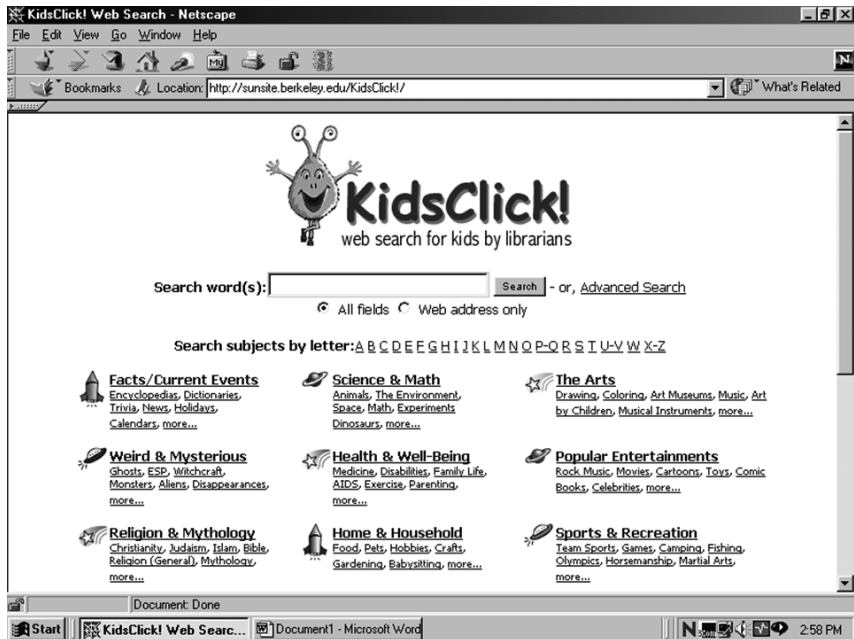 KidsClick! Web Search - Netscape
File Edit View Go Window Help
My
N
Bookmarks Location: http://sunsite.berkeley.edu/KidsClick!/ What's Related
KidsClick!
web search for kids by librarians
Search word(s): Search - or, Advanced Search
All fields Web address only
Search subjects by letter: A B C D E F G H I J K L M N O P-Q R S T U-V W X-Z
Facts/Current Events
Encyclopedias, Dictionaries,
Trivia, News, Holidays,
Calendars, more...
Science & Math
Animals, The Environment,
Space, Math, Experiments
Dinosaurs, more...
The Arts
Drawing, Coloring, Art Museums, Music, Art
by Children, Musical Instruments, more...
Weird & Mysterious
Ghosts, ESP, Witchcraft,
Monsters, Aliens, Disappearances,
more...
Health & Well-Being
Medicine, Disabilities, Family Life,
AIDS, Exercise, Parenting,
more...
Popular Entertainments
Rock Music, Movies, Cartoons, Toys, Comic
Books, Celebrities, more...
Religion & Mythology
Christianity, Judaism, Islam, Bible,
Religion (General), Mythology,
more...
Home & Household
Food, Pets, Hobbies, Crafts,
Gardening, Babysitting, more...
Sports & Recreation
Team Sports, Games, Camping, Fishing,
Olympics, Horsemanship, Martial Arts,
more...
Document: Done
Start KidsClick! Web Searc... Document1 - Microsoft Word N 2:58 PM